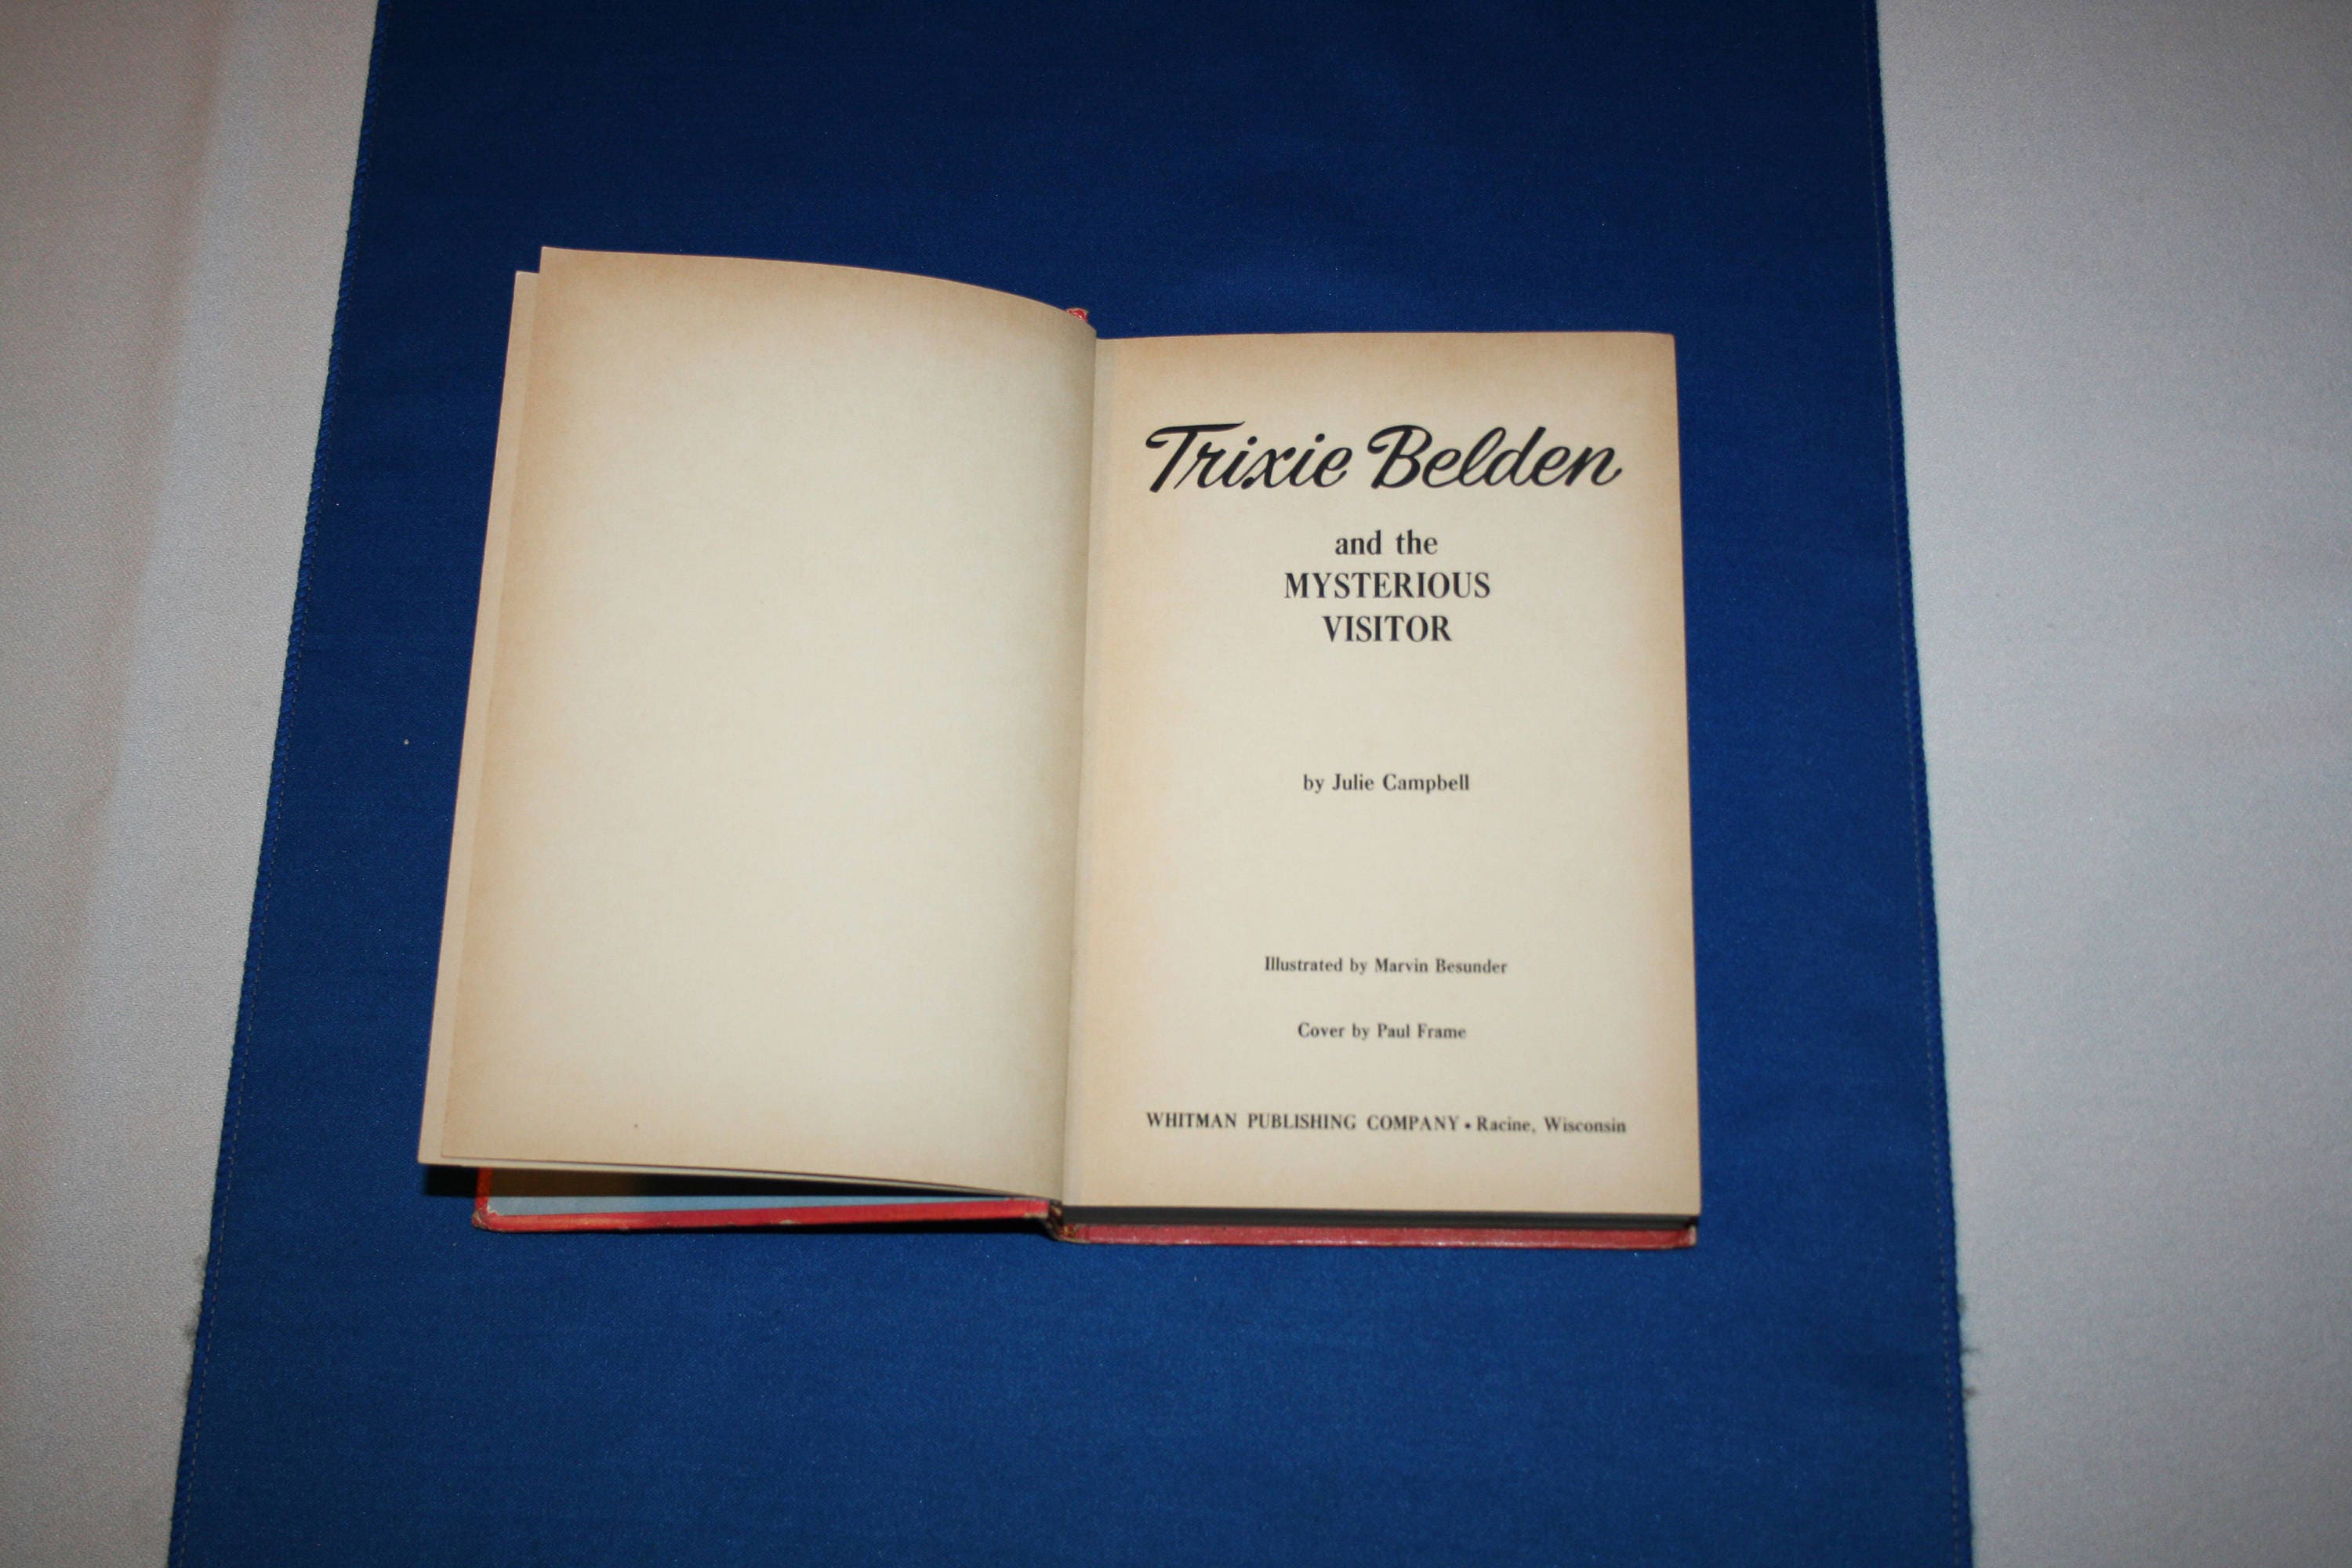 Trixie Belden
and the
MYSTERIOUS
VISITOR
by Julie Campbell
Illustrated by Marvin Besunder
Cover by Paul Frame
WHITMAN PUBLISHING COMPANY • Racine, Wisconsin